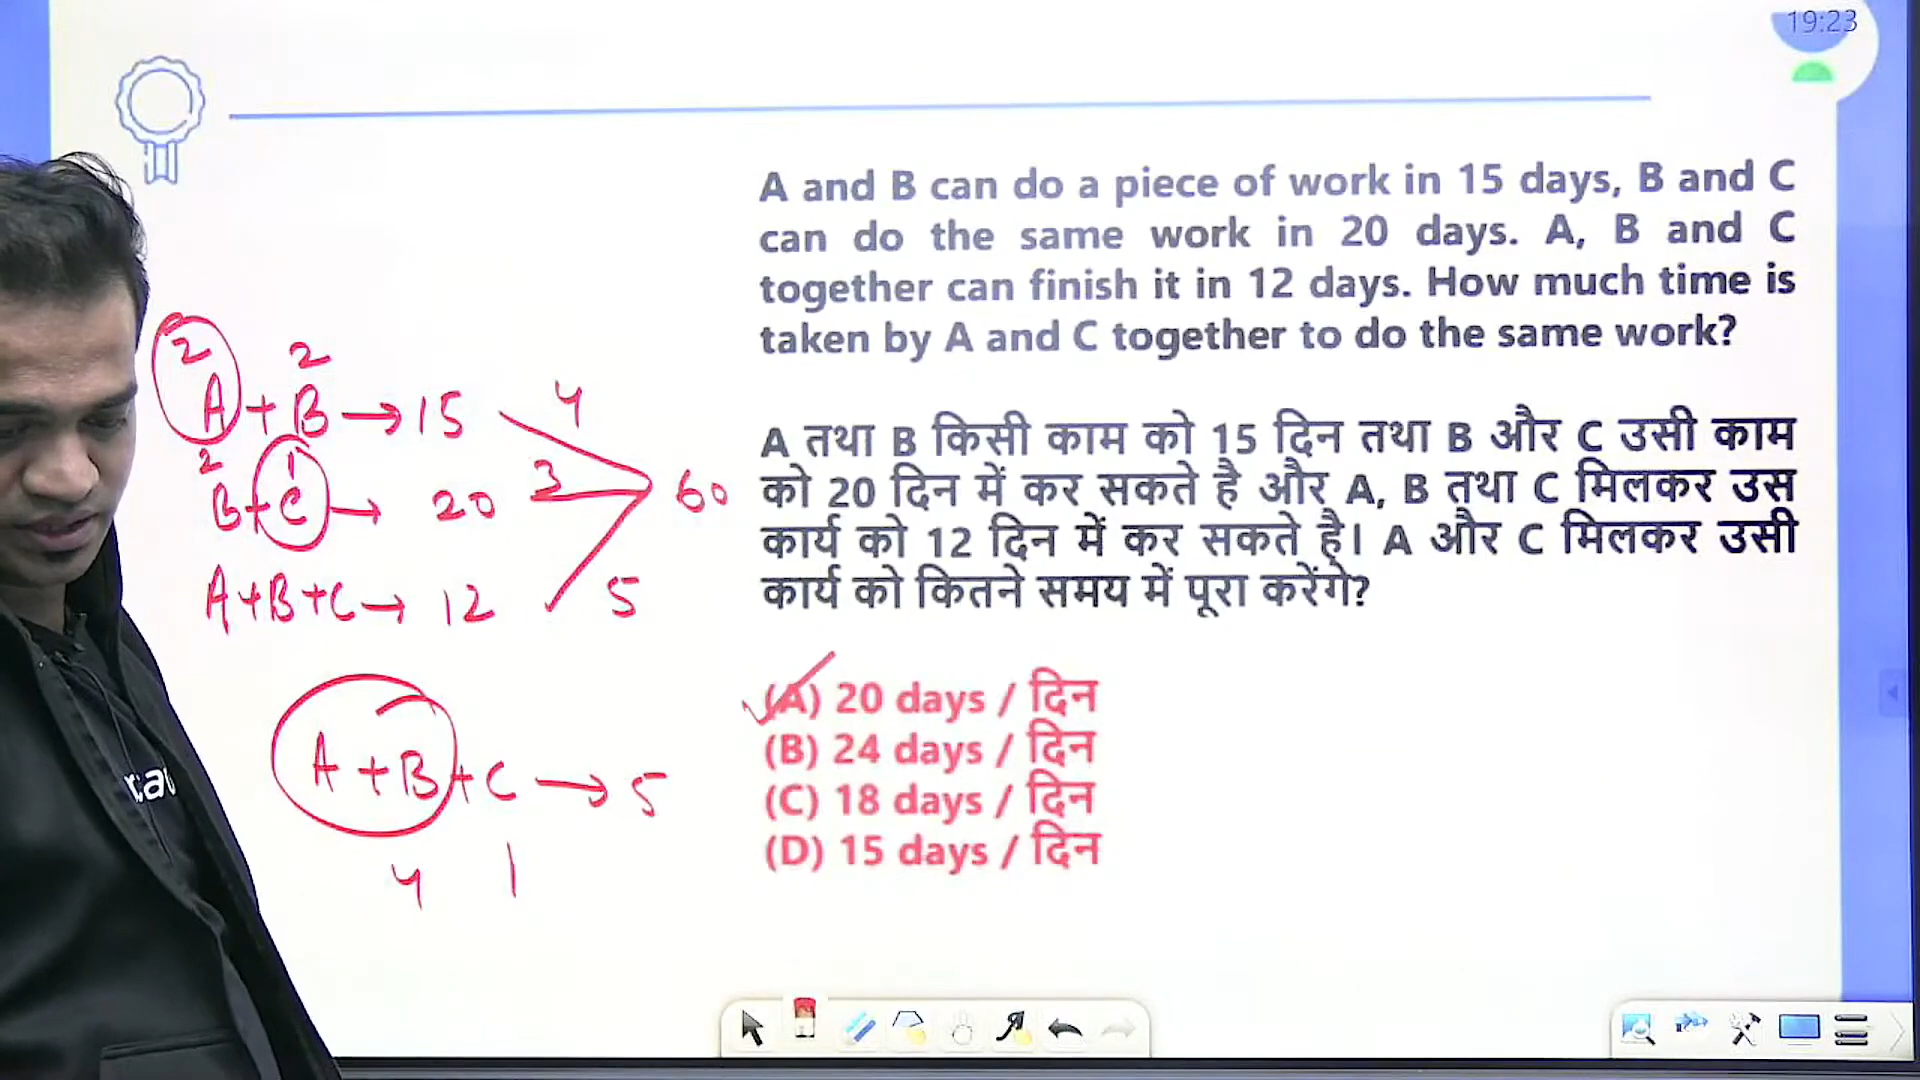 19:23
A and B can do a piece of work in 15 days, B and C
can do the same work in 20 days. A, B and C
together can finish it in 12 days. How much time is
taken by A and C together to do the same work?
A तथा B किसी काम को 15 दिन तथा B और C उसी काम
को 20 दिन में कर सकते है और A, B तथा C मिलकर उस
कार्य को 12 दिन में कर सकते है। A और C मिलकर उसी
कार्य को कितने समय में पूरा करेंगे?
(A) 20 days / दिन
(B) 24 days / दिन
(C) 18 days / दिन
(D) 15 days / दिन
2 2
A + B → 15 4
2 1
B + C → 20 3 60
A+B+C → 12 5
A + B + C → 5
4 1